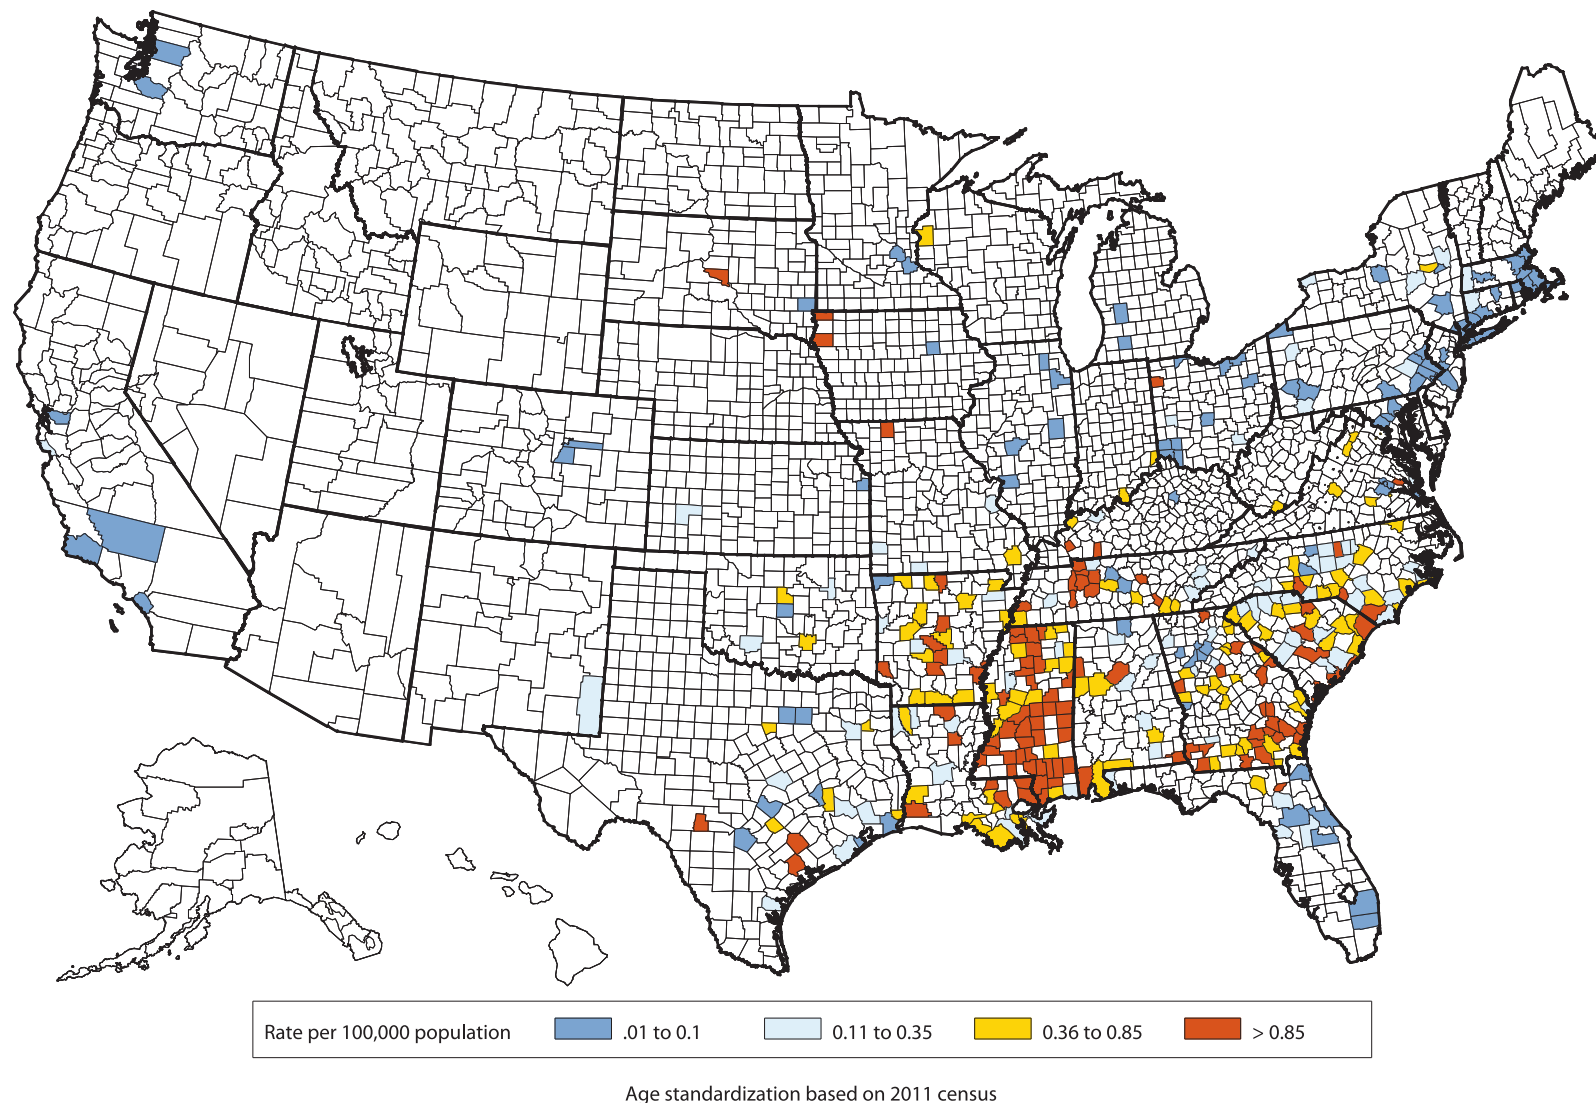 Rate per 100,000 population .01 to 0.1 0.11 to 0.35 0.36 to 0.85 > 0.85
Age standardization based on 2011 census